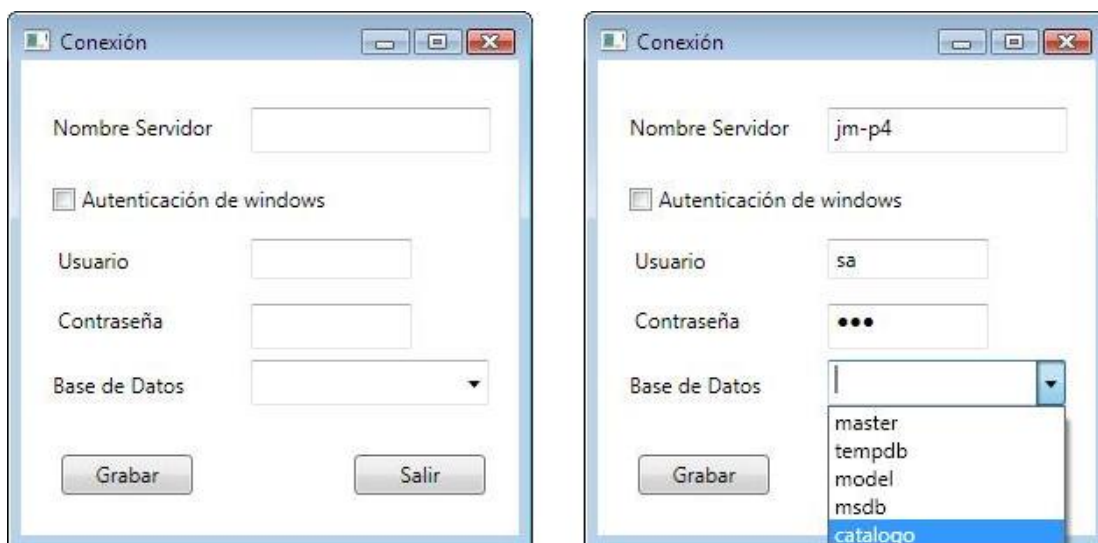 Conexión
Nombre Servidor
Autenticación de windows
Usuario
Contraseña
Base de Datos
Grabar
Salir
Conexión
Nombre Servidor
jm-p4
Autenticación de windows
Usuario
sa
Contraseña
•••
Base de Datos
master
tempdb
model
msdb
catalogo
Grabar